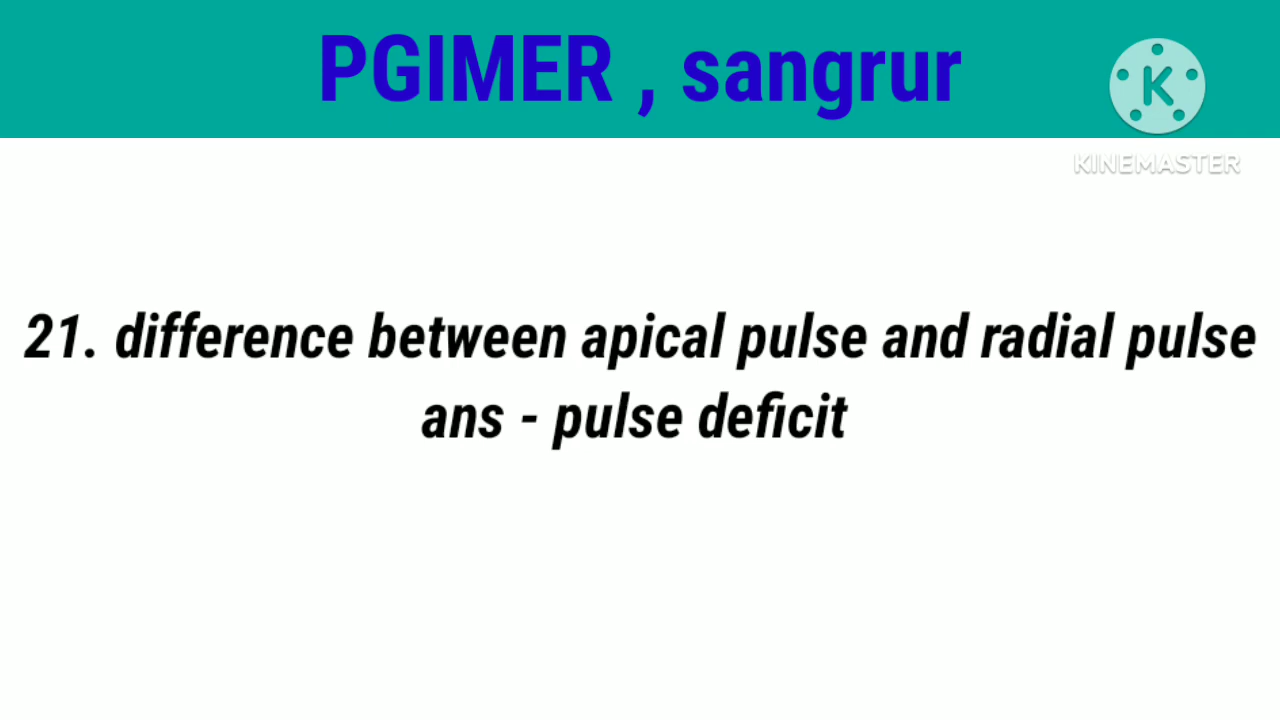 PGIMER , sangrur
K
KINEMASTER
21. difference between apical pulse and radial pulse
ans - pulse deficit